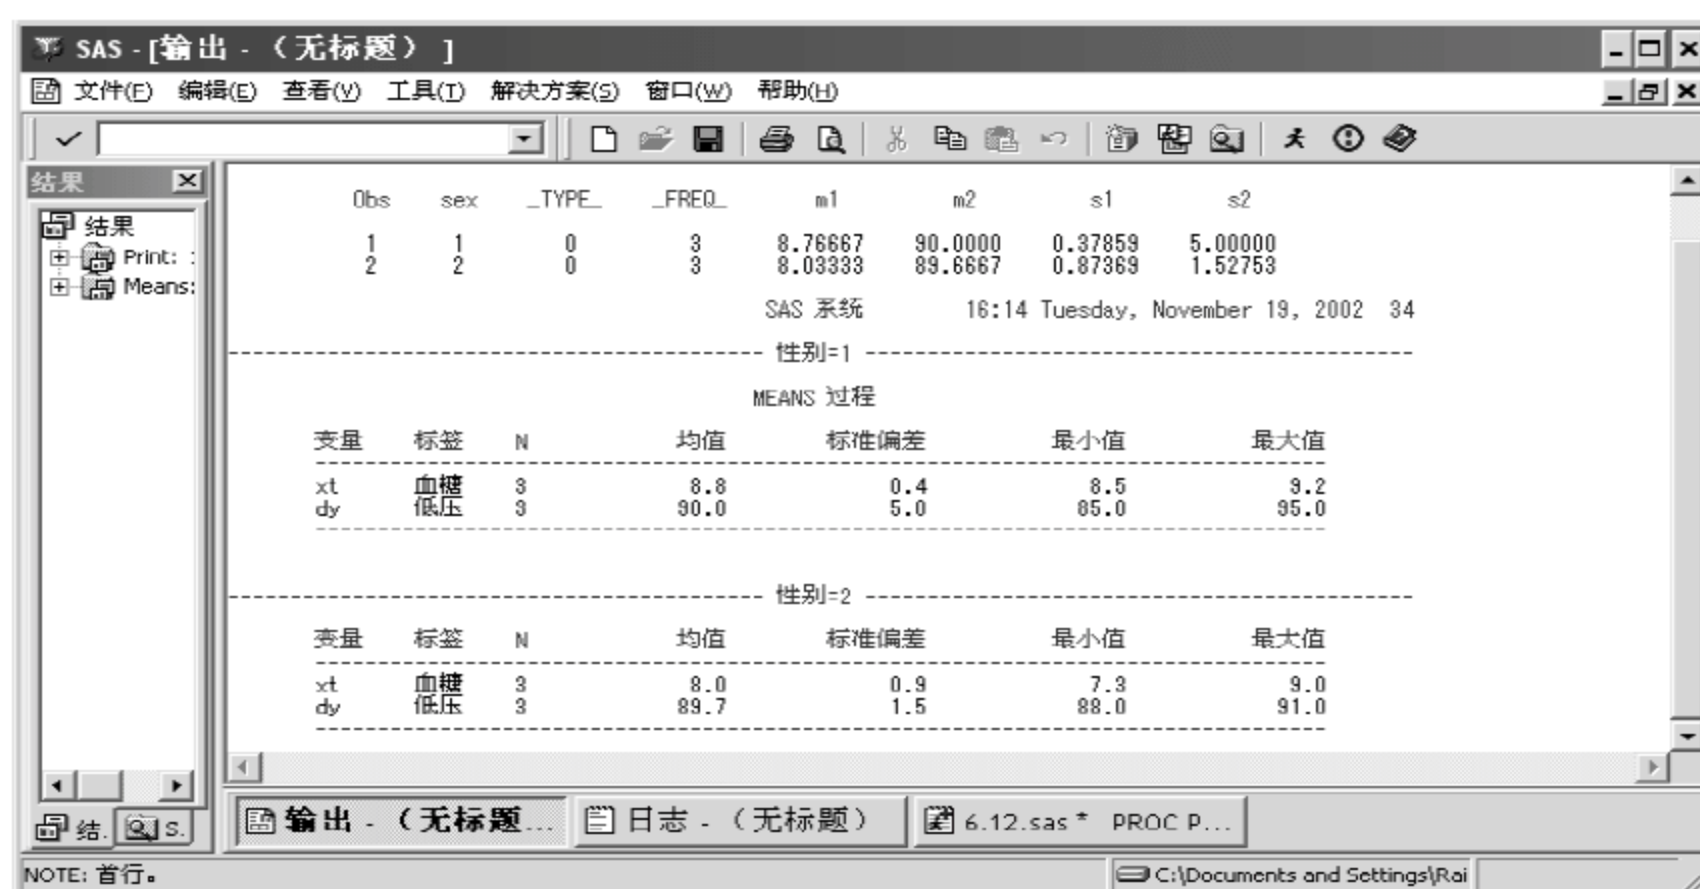 SAS - [输出 - （无标题） ]
文件(F) 编辑(E) 查看(V) 工具(T) 解决方案(S) 窗口(W) 帮助(H)
结果
结果
Print:
Means:
Obs sex _TYPE_ _FREQ_ m1 m2 s1 s2
1 1 0 3 8.76667 90.0000 0.37859 5.00000
2 2 0 3 8.03333 89.6667 0.87369 1.52753
SAS 系统 16:14 Tuesday, November 19, 2002 34
性别=1
MEANS 过程
变量 标签 N 均值 标准偏差 最小值 最大值
xt 血糖 3 8.8 0.4 8.5 9.2
dy 低压 3 90.0 5.0 85.0 95.0
性别=2
变量 标签 N 均值 标准偏差 最小值 最大值
xt 血糖 3 8.0 0.9 7.3 9.0
dy 低压 3 89.7 1.5 88.0 91.0
结. S.
输出 - （无标题... 日志 - （无标题） 6.12.sas * PROC P...
NOTE: 首行。 C:\Documents and Settings\Rai